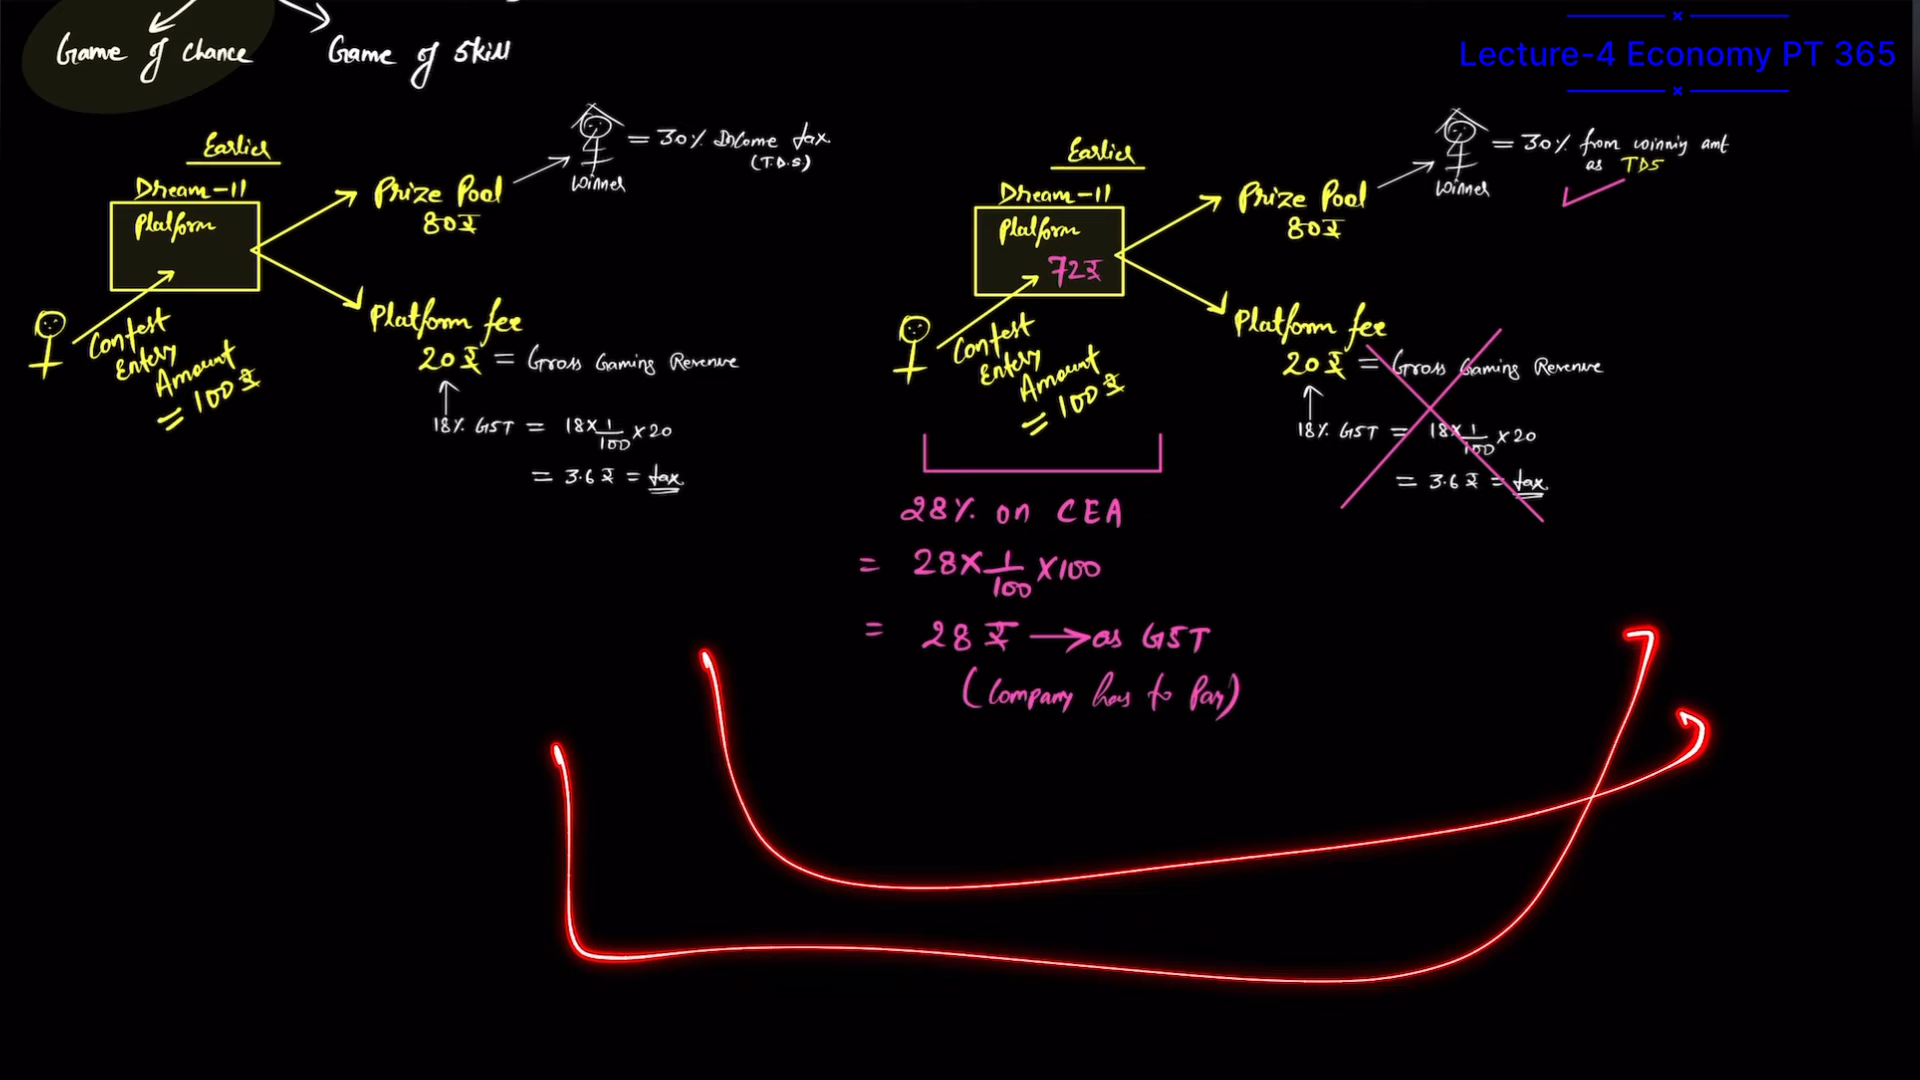 Lecture-4 Economy PT 365
Game of Chance
Game of Skill
Earlier
Dream-11
Platform
Contest
Entry
Amount
= 100 ₹
Prize Pool
80₹
Winner
= 30% Income tax
(T.D.S)
Platform fee
20 ₹ = Gross Gaming Revenue
18% GST = 18 × 1/100 × 20
= 3.6 ₹ = tax
Earlier
Dream-11
Platform
72₹
Contest
Entry
Amount
= 100 ₹
Prize Pool
80₹
Winner
= 30% from winning amt
as TDS
Platform fee
20 ₹ = Gross Gaming Revenue
18% GST = 18 × 1/100 × 20
= 3.6 ₹ = tax
28% on CEA
= 28 × 1/100 × 100
= 28 ₹ → as GST
(Company has to Pay)